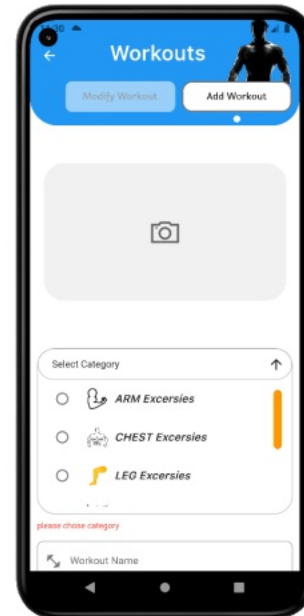 Workouts
Modify Workout
Add Workout
Select Category
ARM Excersies
CHEST Excersies
LEG Excersies
please chose category
Workout Name